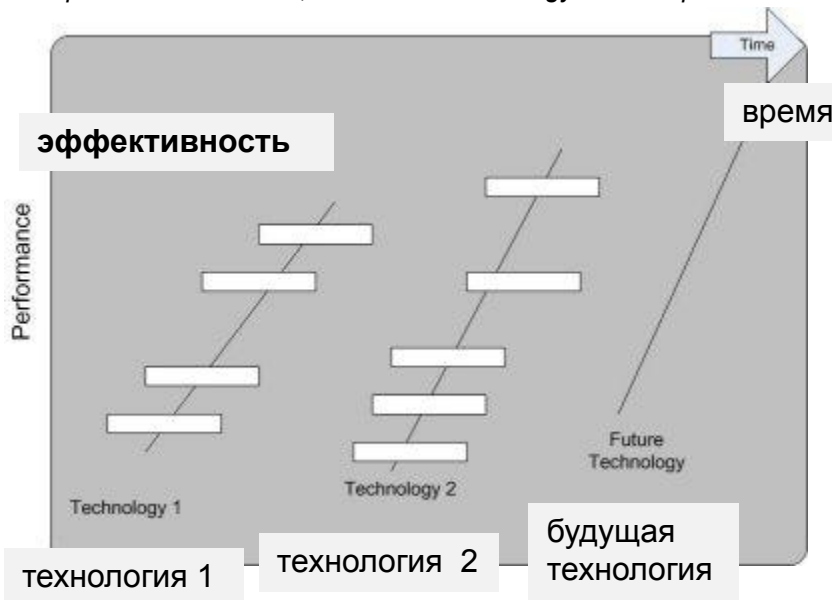 Time
время
эффективность
Performance
Future
Technology
Technology 2
Technology 1
будущая
технология
технология 2
технология 1